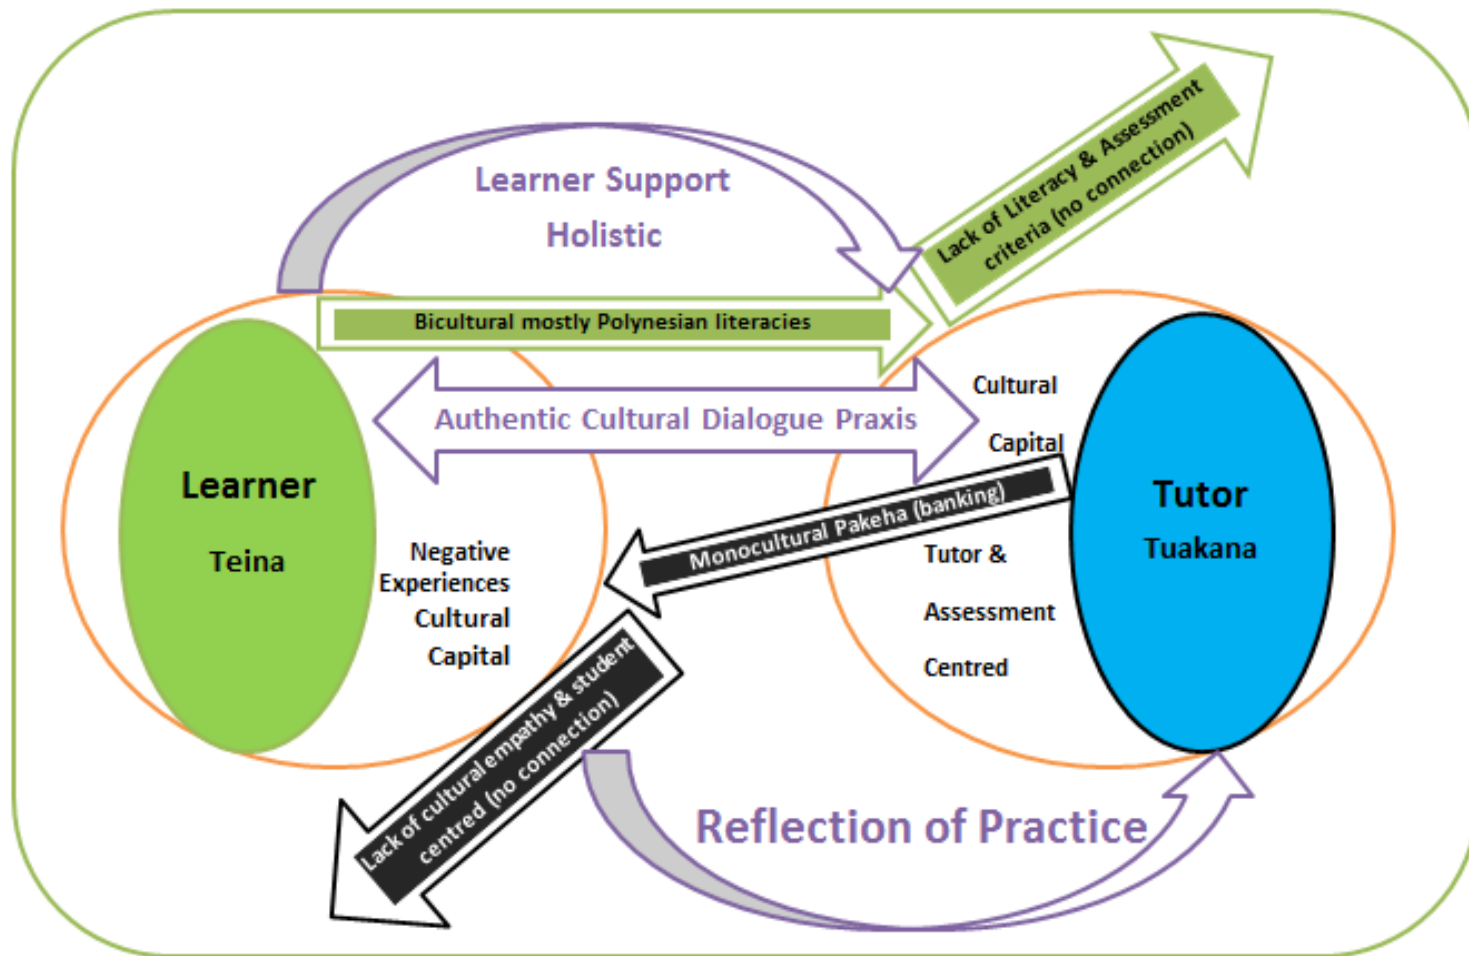 Learner Support
Holistic
Lack of Literacy & Assessment
criteria (no connection)
Bicultural mostly Polynesian literacies
Authentic Cultural Dialogue Praxis
Cultural
Capital
Learner
Teina
Negative
Experiences
Cultural
Capital
Monocultural Pakeha (banking)
Tutor &
Assessment
Centred
Tutor
Tuakana
Lack of cultural empathy & student
centred (no connection)
Reflection of Practice